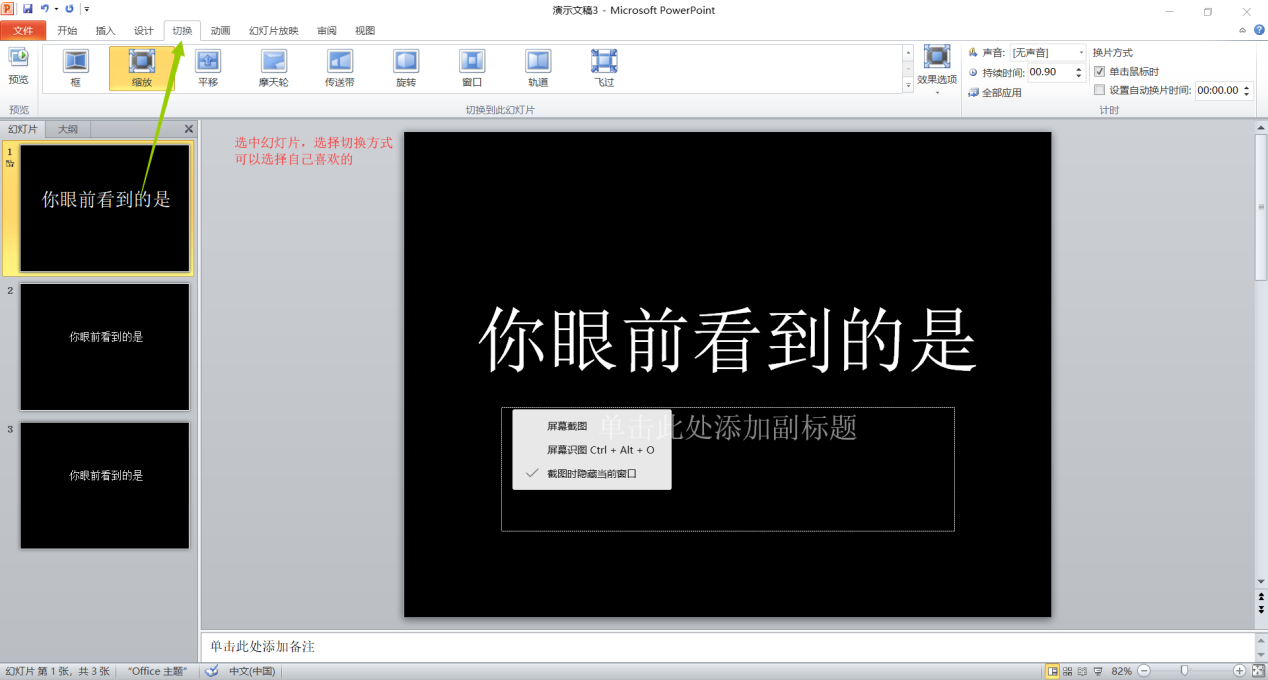 演示文稿3 - Microsoft PowerPoint
文件 开始 插入 设计 切换 动画 幻灯片放映 审阅 视图
预览 框 缩放 平移 摩天轮 传送带 旋转 窗口 轨道 飞过 效果选项
声音: [无声音] 换片方式
持续时间: 00.90 单击鼠标时
全部应用 设置自动换片时间: 00:00.00
预览 切换到此幻灯片 计时
幻灯片 大纲
1
你眼前看到的是
2
你眼前看到的是
3
你眼前看到的是
选中幻灯片，选择切换方式
可以选择自己喜欢的
你眼前看到的是
单击此处添加副标题
屏幕截图
屏幕识图 Ctrl + Alt + O
截图时隐藏当前窗口
单击此处添加备注
幻灯片 第 1 张，共 3 张 "Office 主题" 中文(中国) 82%